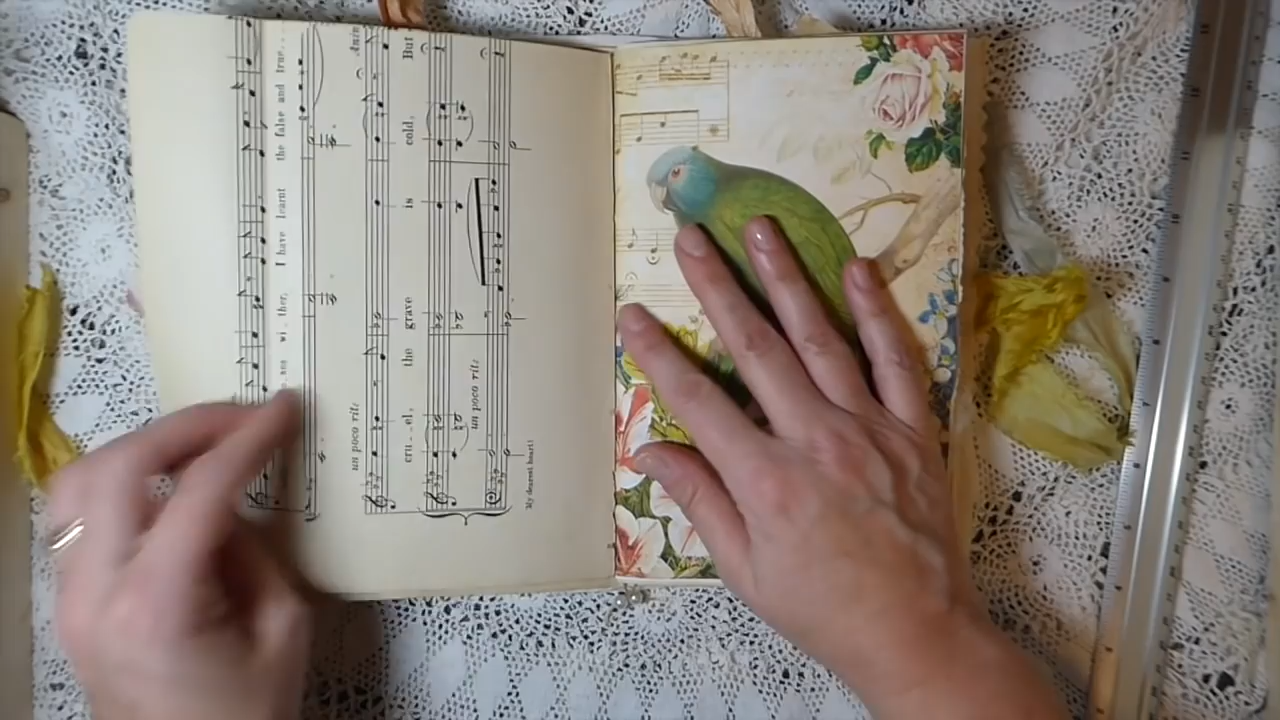 wi - ther, I have learnt the false and true,
un poco rit:
cru - - el, the grave is cold, But
un poco rit:
My dearest heart!